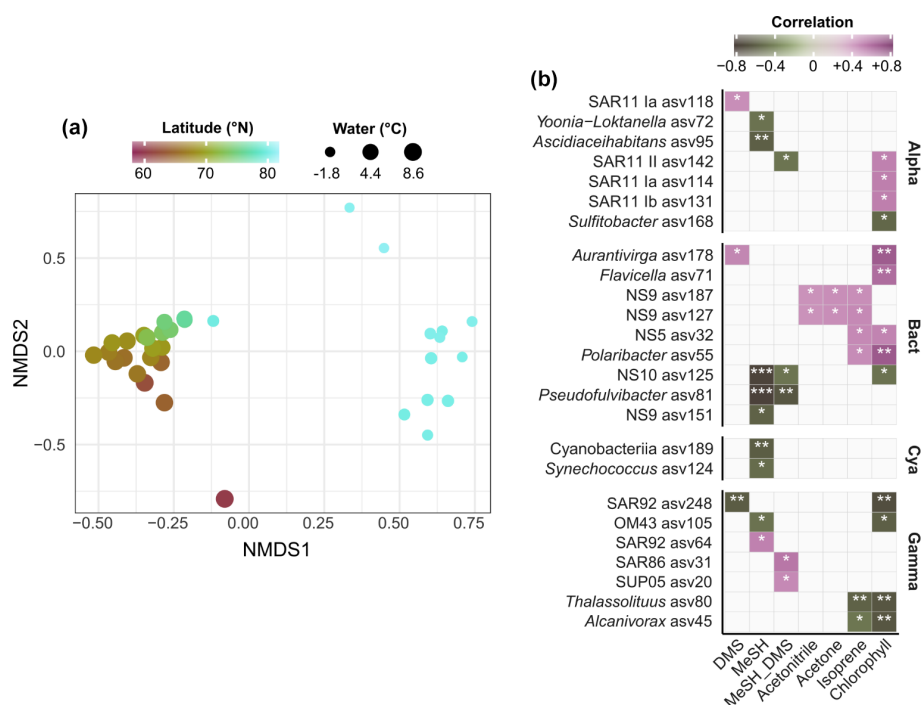 (a)
Latitude (°N)
60 70 80
Water (°C)
-1.8 4.4 8.6
NMDS2
0.5
0.0
−0.5
−0.50 −0.25 0.00 0.25 0.50 0.75
NMDS1
(b)
Correlation
−0.8 −0.4 0 +0.4 +0.8
SAR11 Ia asv118 *
Yoonia−Loktanella asv72 *
Ascidiaceihabitans asv95 **
SAR11 II asv142 * *
SAR11 Ia asv114 *
SAR11 Ib asv131 *
Sulfitobacter asv168 *
Alpha
Aurantivirga asv178 * **
Flavicella asv71 **
NS9 asv187 * * *
NS9 asv127 * * *
NS5 asv32 * *
Polaribacter asv55 * **
NS10 asv125 *** * *
Pseudofulvibacter asv81 *** **
NS9 asv151 *
Bact
Cyanobacteriia asv189 **
Synechococcus asv124 *
Cya
SAR92 asv248 ** **
OM43 asv105 * *
SAR92 asv64 *
SAR86 asv31 *
SUP05 asv20 *
Thalassolituus asv80 ** **
Alcanivorax asv45 * **
Gamma
DMS
MeSH
MeSH_DMS
Acetonitrile
Acetone
Isoprene
Chlorophyll